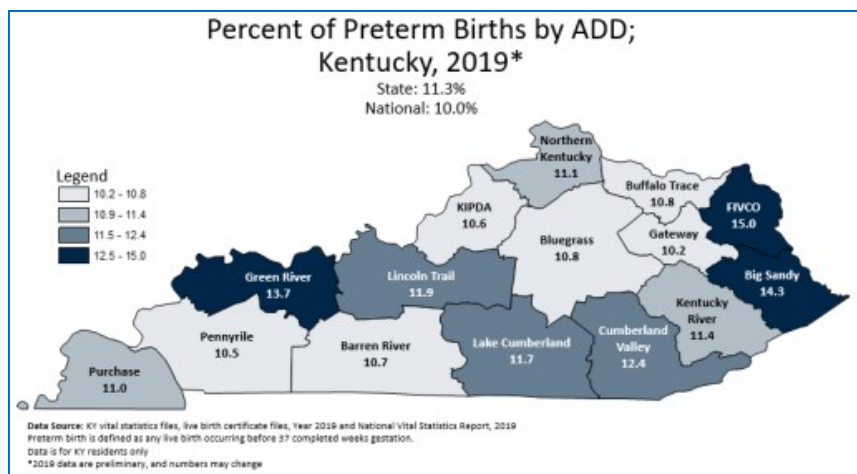 Percent of Preterm Births by ADD;
Kentucky, 2019*
State: 11.3%
National: 10.0%
Legend
10.2 - 10.8
10.9 - 11.4
11.5 - 12.4
12.5 - 15.0
Northern
Kentucky
11.1
Buffalo Trace
10.8
FIVCO
15.0
KIPDA
10.6
Gateway
10.2
Bluegrass
10.8
Big Sandy
14.3
Green River
13.7
Lincoln Trail
11.9
Kentucky
River
11.4
Pennyrile
10.5
Barren River
10.7
Lake Cumberland
11.7
Cumberland
Valley
12.4
Purchase
11.0
Data Source: KY vital statistics files, live birth certificate files, Year 2019 and National Vital Statistics Report, 2019
Preterm birth is defined as any live birth occurring before 37 completed weeks gestation.
Data is for KY residents only
*2019 data are preliminary, and numbers may change